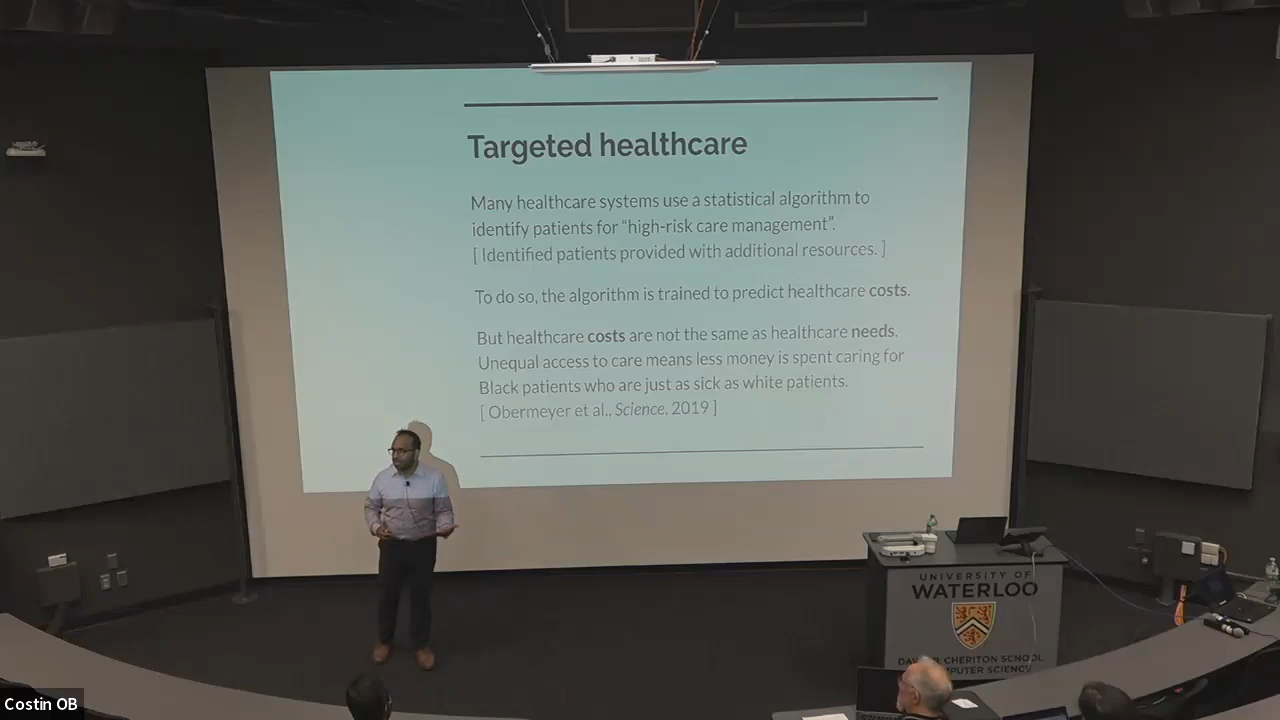 Targeted healthcare
Many healthcare systems use a statistical algorithm to
identify patients for “high-risk care management”.
[ Identified patients provided with additional resources. ]
To do so, the algorithm is trained to predict healthcare costs.
But healthcare costs are not the same as healthcare needs.
Unequal access to care means less money is spent caring for
Black patients who are just as sick as white patients.
[ Obermeyer et al., Science. 2019 ]
UNIVERSITY OF
WATERLOO
CHERITON SCHOOL
COMPUTER SCIENCE
Costin OB